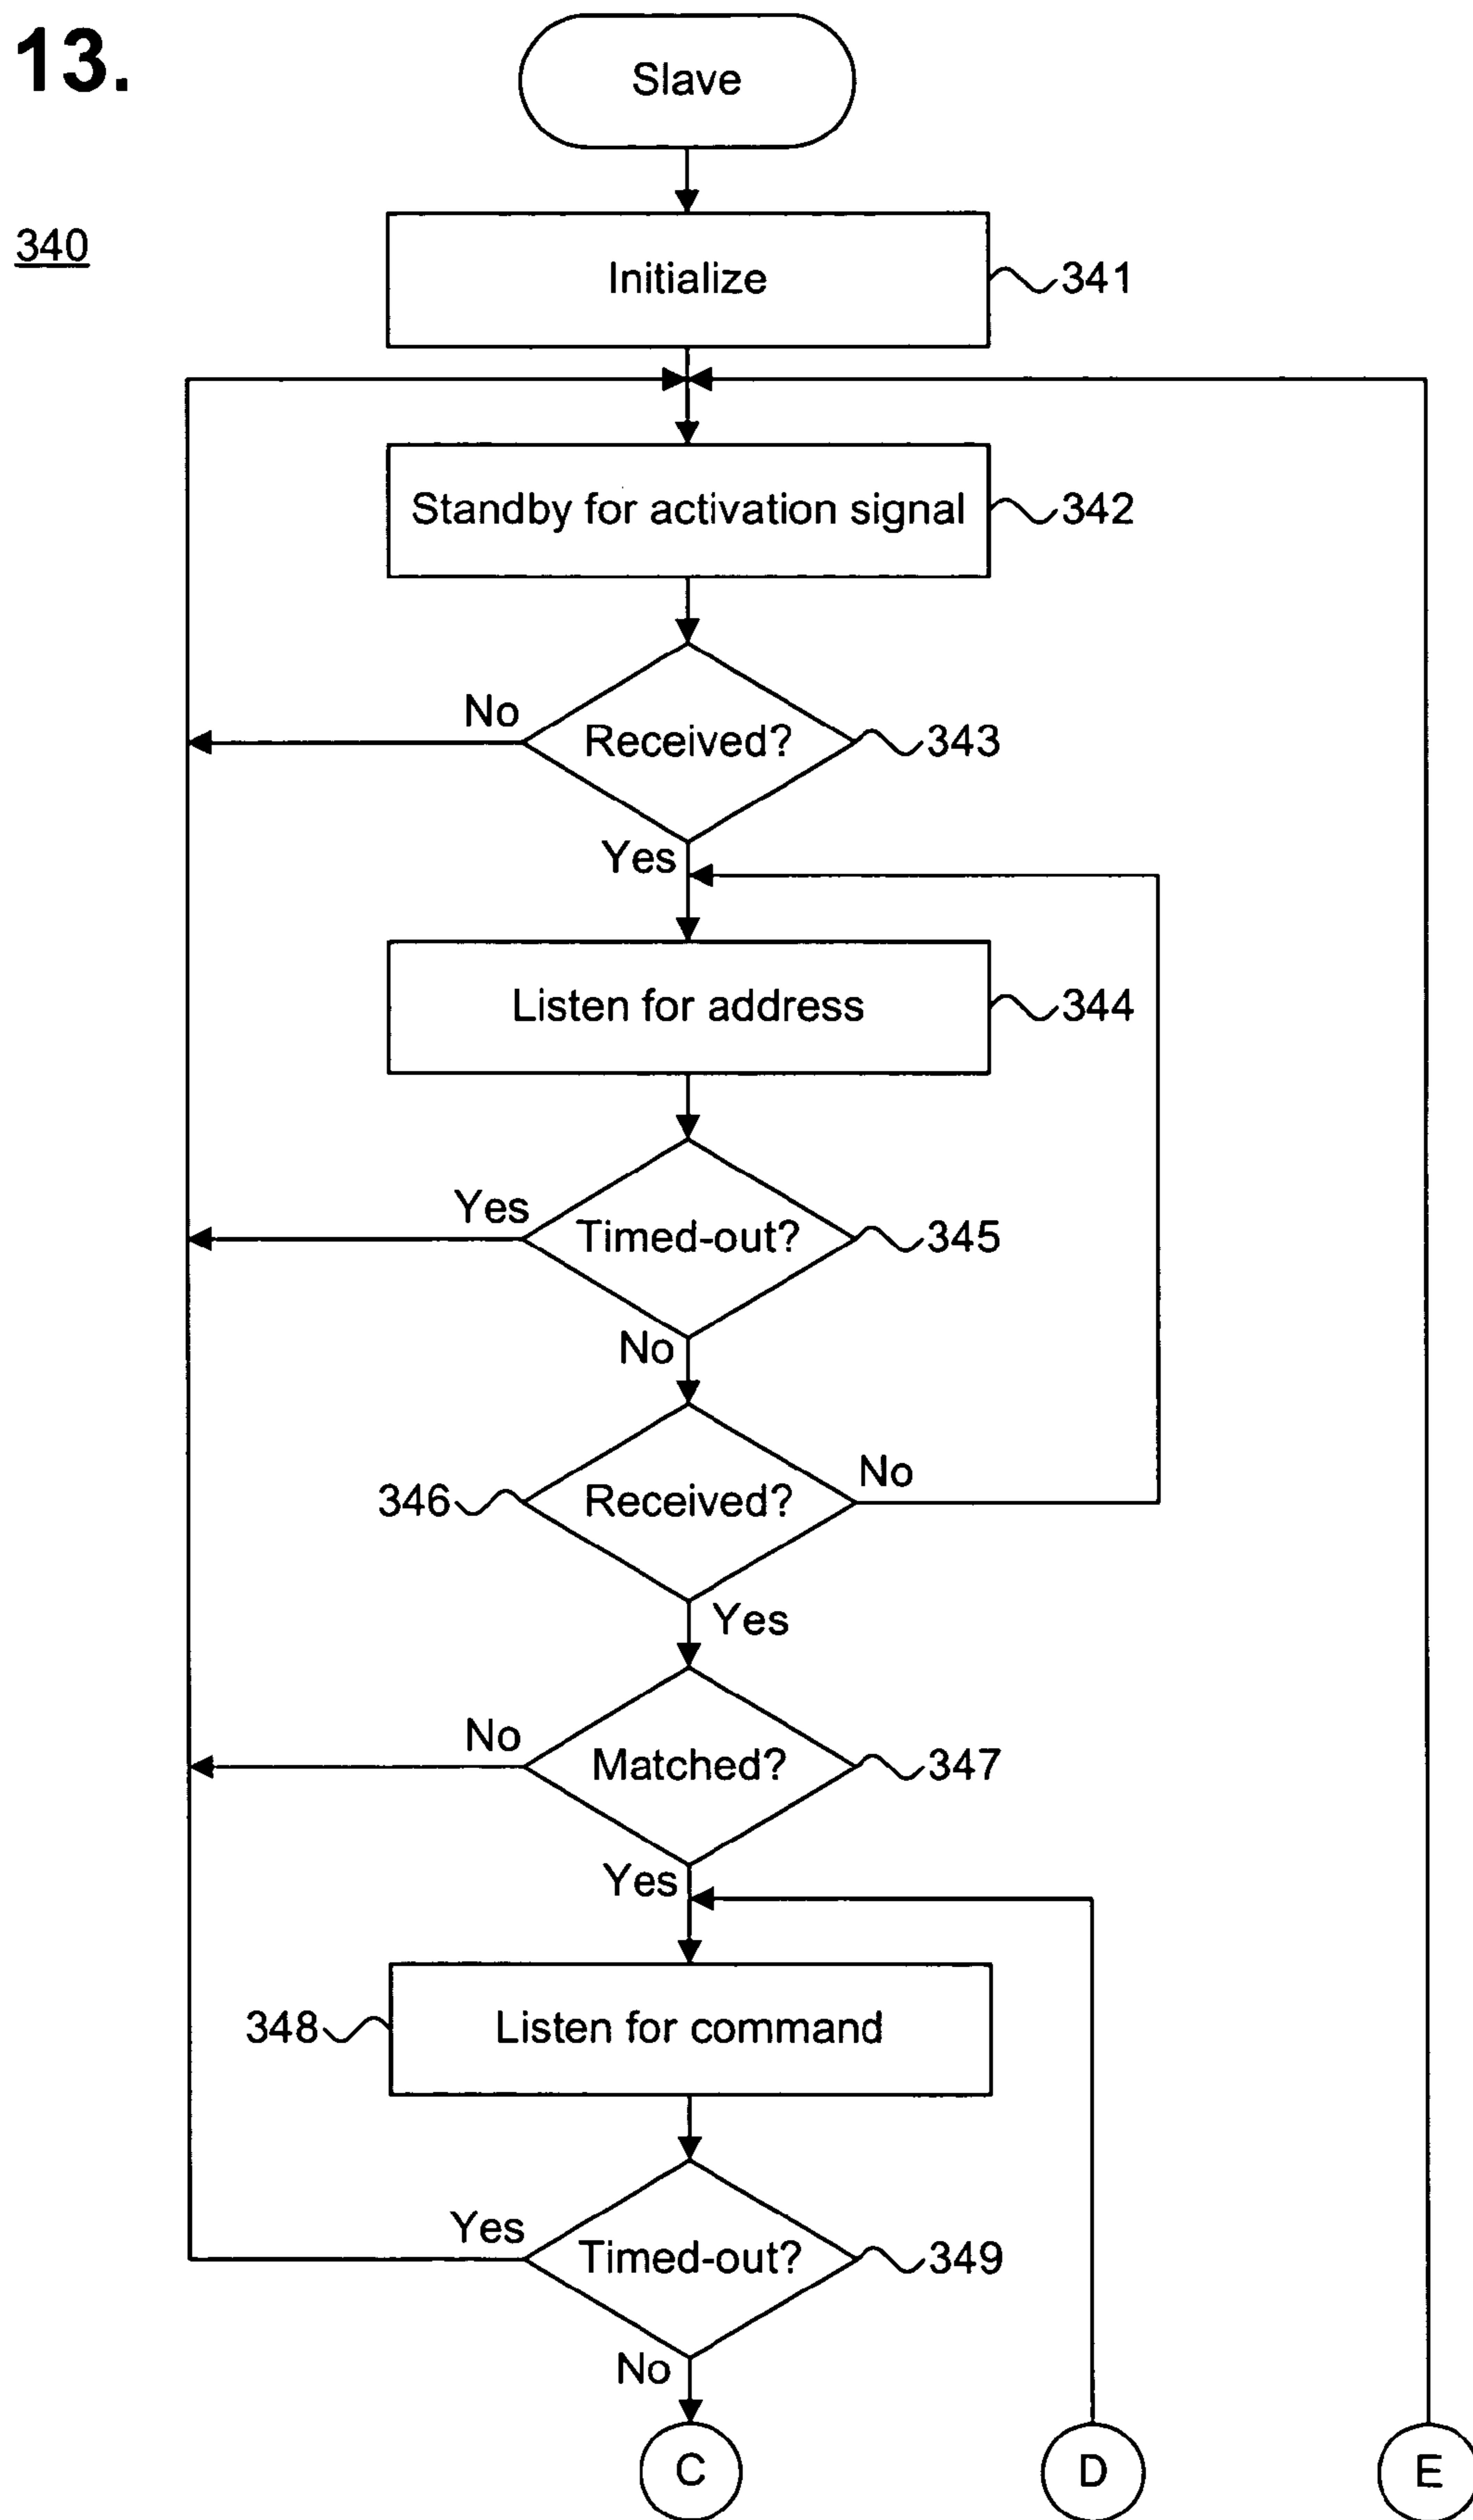 13.
Slave
340
Initialize
341
Standby for activation signal
342
No
Received?
343
Yes
Listen for address
344
Yes
Timed-out?
345
No
346
Received?
No
Yes
No
Matched?
347
Yes
348
Listen for command
Yes
Timed-out?
349
No
C
D
E